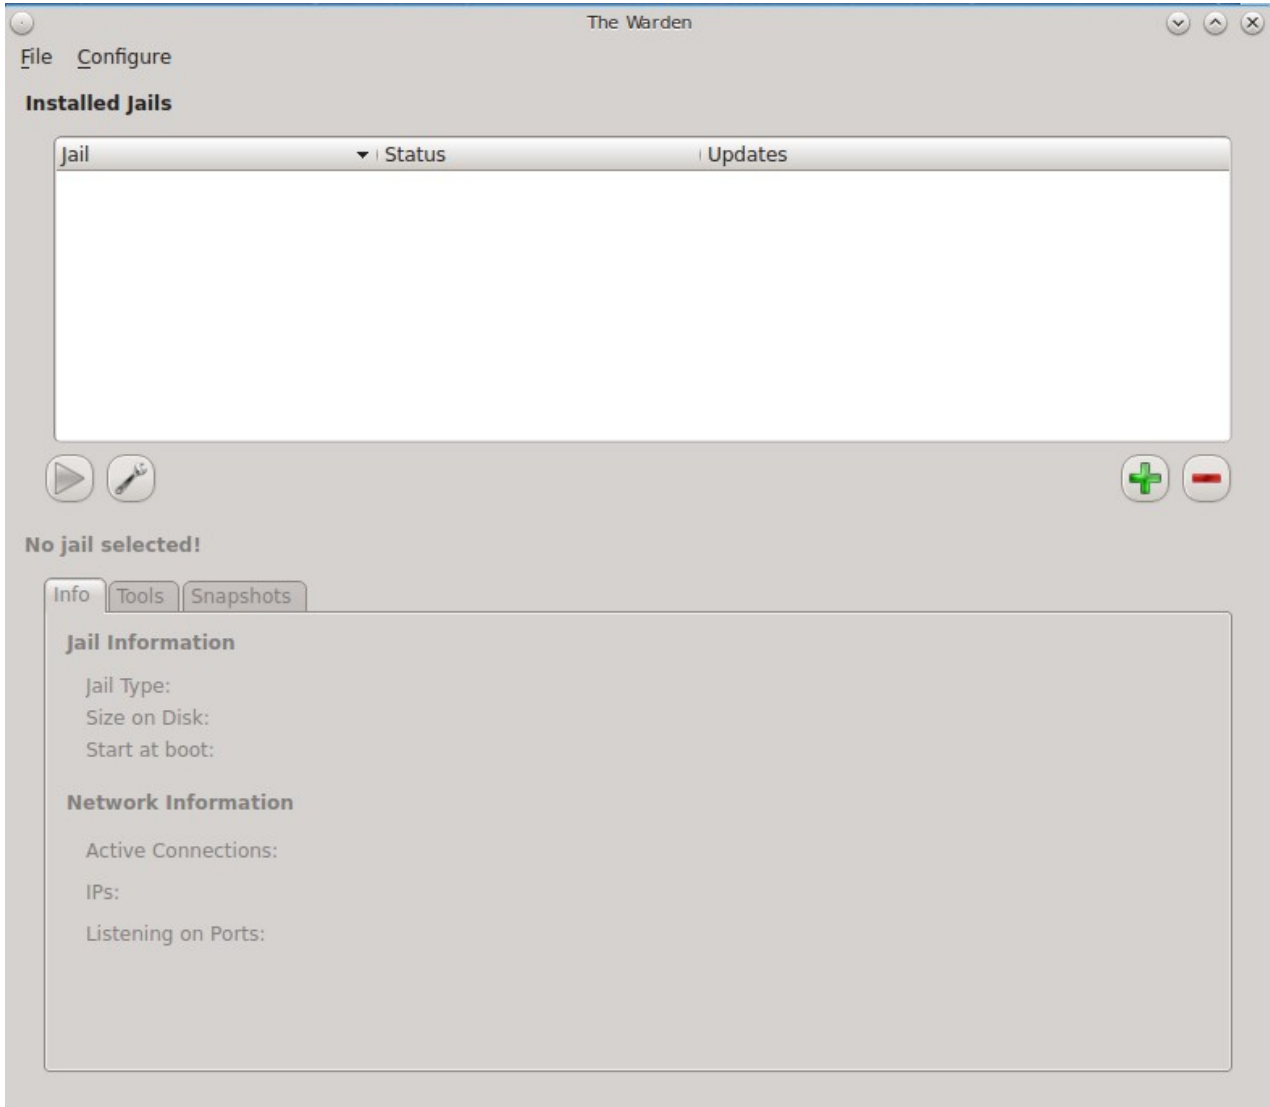 The Warden
File Configure
Installed Jails
Jail Status Updates
No jail selected!
Info Tools Snapshots
Jail Information
Jail Type:
Size on Disk:
Start at boot:
Network Information
Active Connections:
IPs:
Listening on Ports: